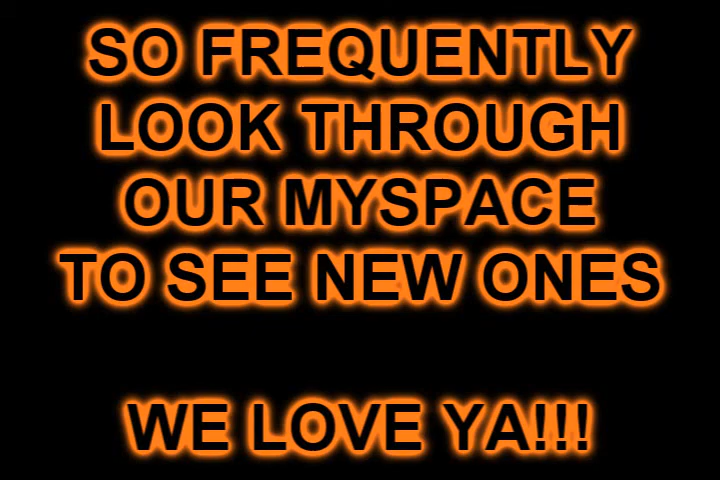 SO FREQUENTLY
LOOK THROUGH
OUR MYSPACE
TO SEE NEW ONES
WE LOVE YA!!!